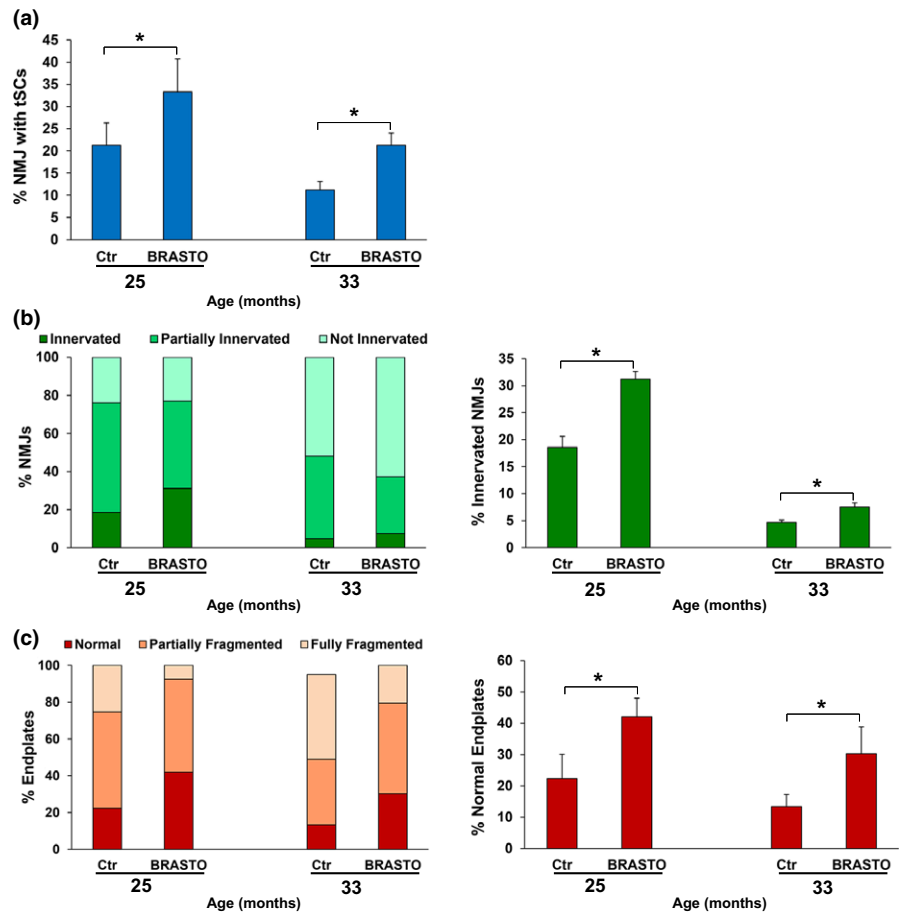 (a)
% NMJ with tSCs
45
40
35
30
25
20
15
10
5
0
*
*
Ctr BRASTO Ctr BRASTO
25 33
Age (months)
(b)
Innervated Partially Innervated Not Innervated
% NMJs
100
80
60
40
20
0
Ctr BRASTO Ctr BRASTO
25 33
Age (months)
% Innervated NMJs
35
30
25
20
15
10
5
0
*
*
Ctr BRASTO Ctr BRASTO
25 33
Age (months)
(c)
Normal Partially Fragmented Fully Fragmented
% Endplates
100
80
60
40
20
0
Ctr BRASTO Ctr BRASTO
25 33
Age (months)
% Normal Endplates
60
50
40
30
20
10
0
*
*
Ctr BRASTO Ctr BRASTO
25 33
Age (months)